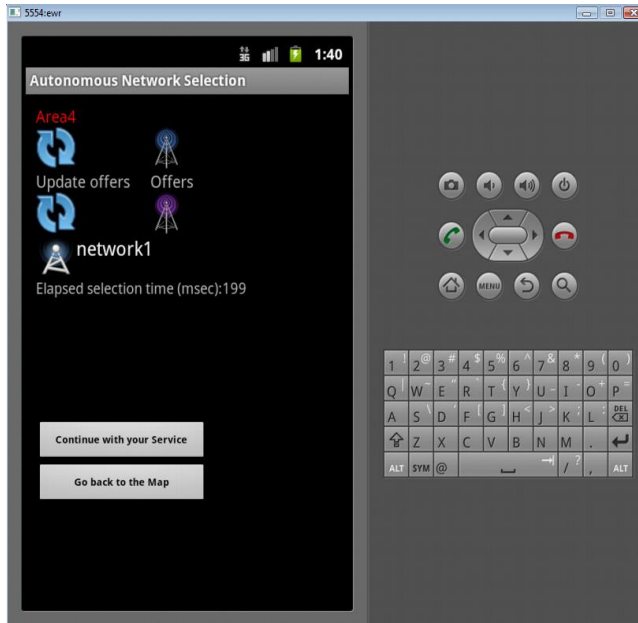 5554:ewr
3G 1:40
Autonomous Network Selection
Area4
Update offers Offers
network1
Elapsed selection time (msec):199
Continue with your Service
Go back to the Map
MENU
1 ! 2 @ 3 # 4 $ 5 % 6 ^ 7 & 8 * 9 ( 0 )
Q | W ~ E " R ` T { Y } U _ I - O + P =
A S \ D ' F [ G ] H < J > K ; L : DEL
Z X C V B N M .
ALT SYM @ / ? , ALT